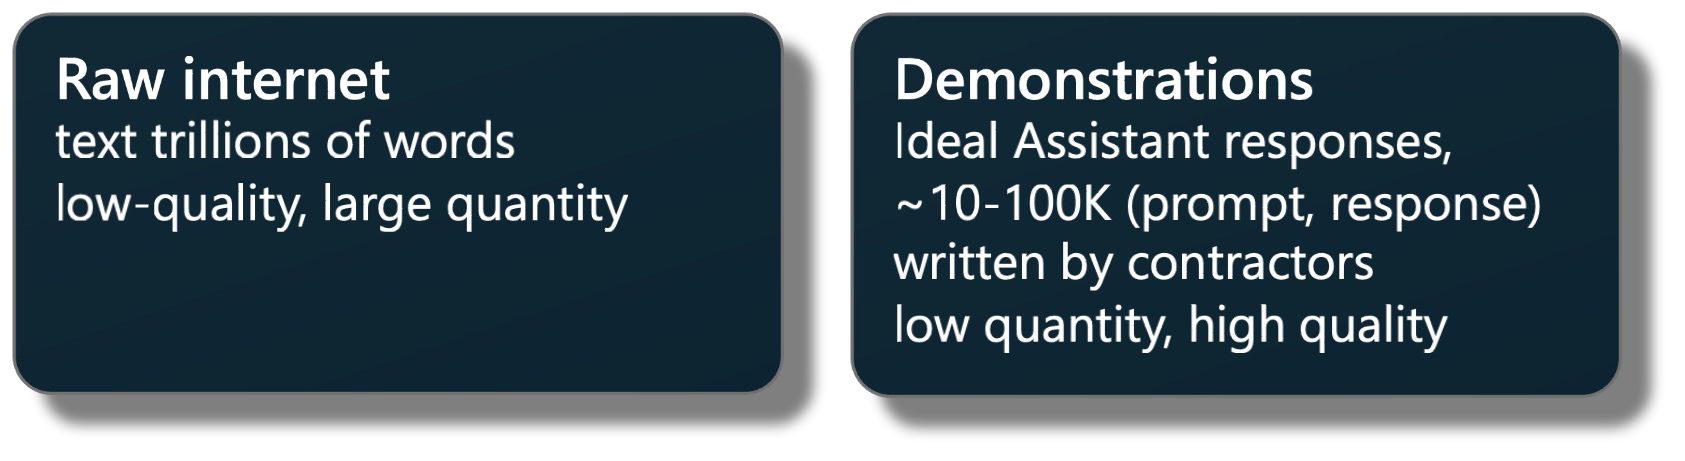 Raw internet
text trillions of words
low-quality, large quantity
Demonstrations
Ideal Assistant responses,
~10-100K (prompt, response)
written by contractors
low quantity, high quality